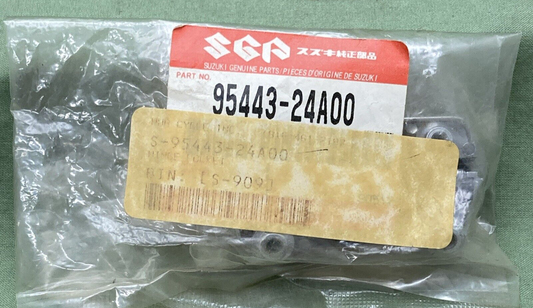 SGP スズキ純正部品
SUZUKI GENUINE PARTS/PIECES D'ORIGINE DE SUZUKI
PART NO.
95443-24A00
S-95443-24A00
BIN: LS-909